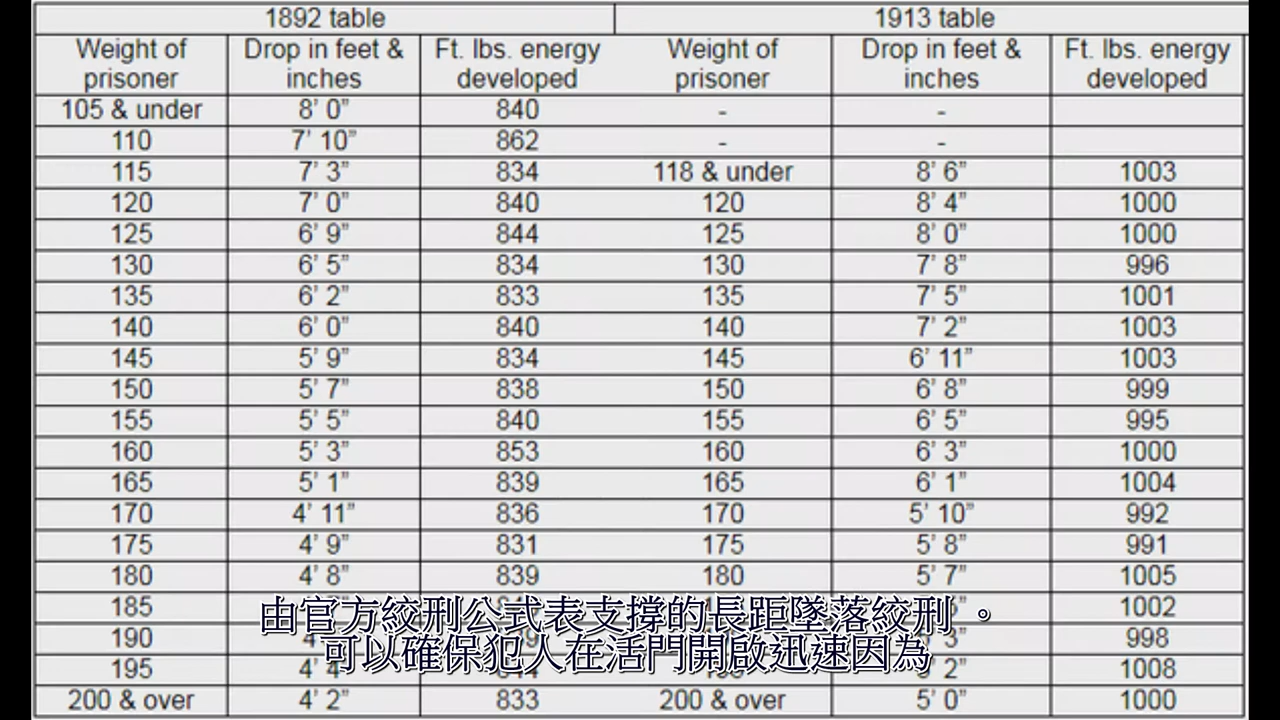 1892 table 1913 table
Weight of prisoner Drop in feet & inches Ft. lbs. energy developed Weight of prisoner Drop in feet & inches Ft. lbs. energy developed
105 & under 8' 0” 840 - -
110 7' 10” 862 - -
115 7' 3” 834 118 & under 8' 6” 1003
120 7' 0” 840 120 8' 4” 1000
125 6' 9” 844 125 8' 0” 1000
130 6' 5” 834 130 7' 8” 996
135 6' 2” 833 135 7' 5” 1001
140 6' 0” 840 140 7' 2” 1003
145 5' 9” 834 145 6' 11” 1003
150 5' 7” 838 150 6' 8” 999
155 5' 5” 840 155 6' 5” 995
160 5' 3” 853 160 6' 3” 1000
165 5' 1” 839 165 6' 1” 1004
170 4' 11” 836 170 5' 10” 992
175 4' 9” 831 175 5' 8” 991
180 4' 8” 839 180 5' 7” 1005
185 1002
190 998
195 1008
200 & over 4' 2” 833 200 & over 5' 0” 1000
由官方絞刑公式表支撐的長距墜落絞刑 。
可以確保犯人在活門開啟迅速因為